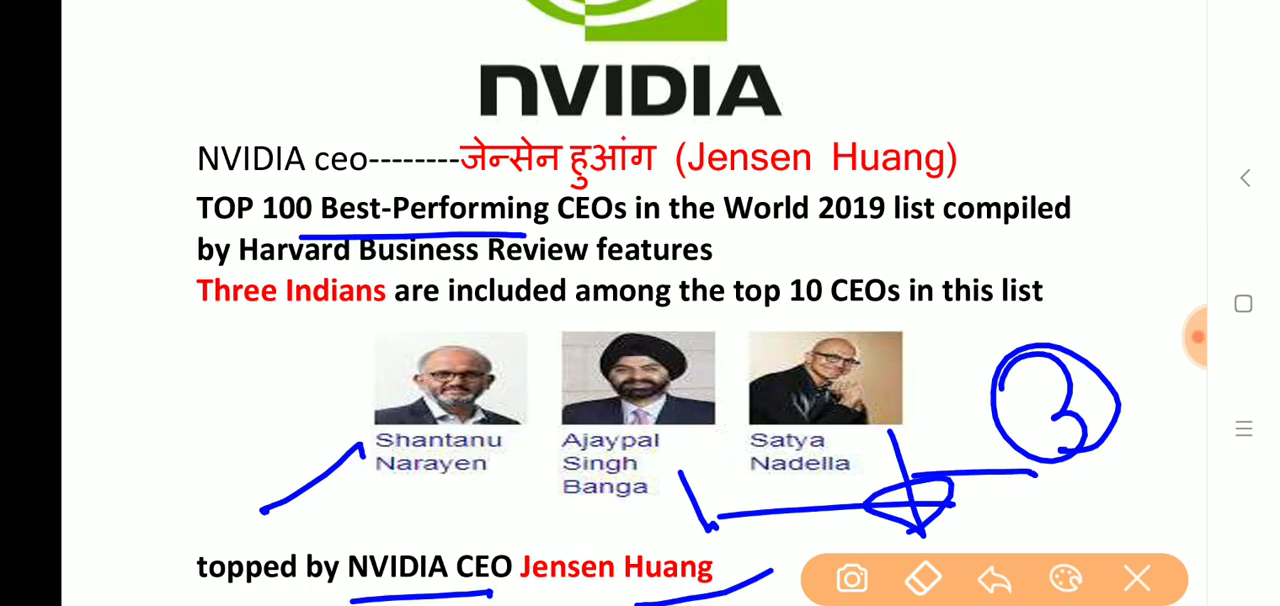 NVIDIA
NVIDIA ceo--------जेन्सेन हुआंग (Jensen Huang)
TOP 100 Best-Performing CEOs in the World 2019 list compiled
by Harvard Business Review features
Three Indians are included among the top 10 CEOs in this list
3
Shantanu Narayen
Ajaypal Singh Banga
Satya Nadella
topped by NVIDIA CEO Jensen Huang